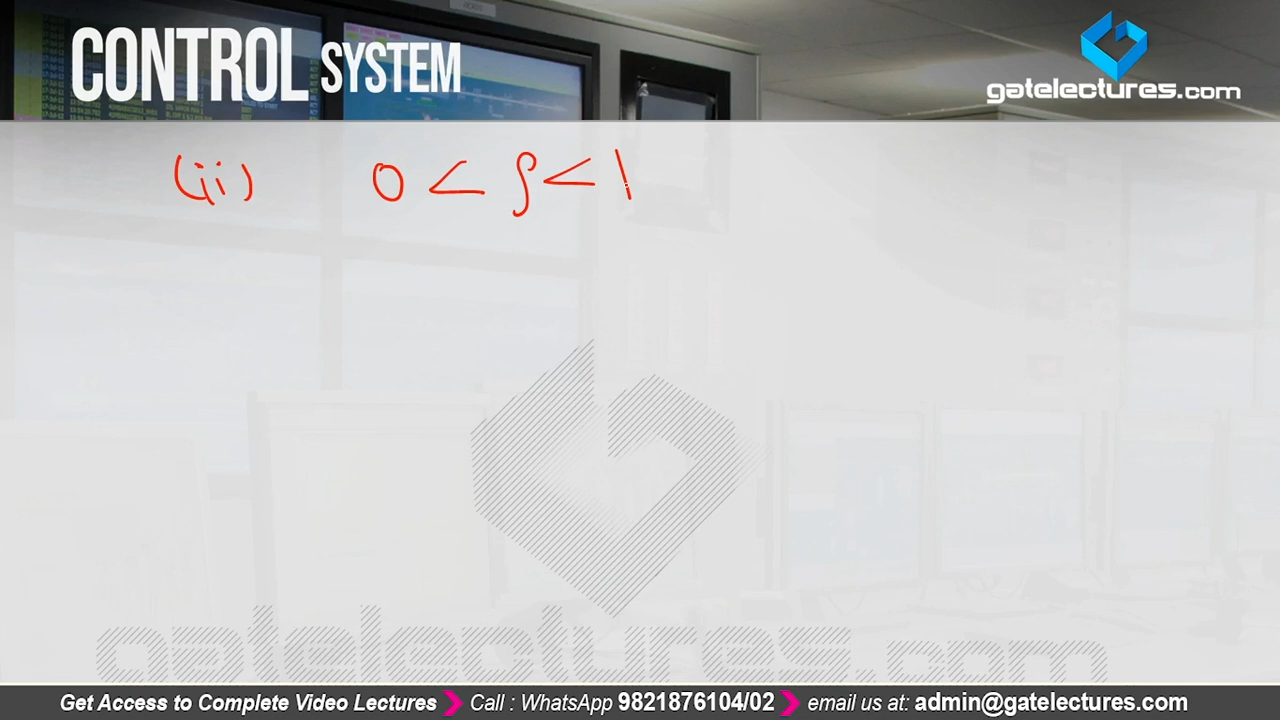 CONTROL SYSTEM
gatelectures.com
(ii) 0 < ξ < 1
gatelectures.com
Get Access to Complete Video Lectures Call : WhatsApp 9821876104/02 email us at: admin@gatelectures.com